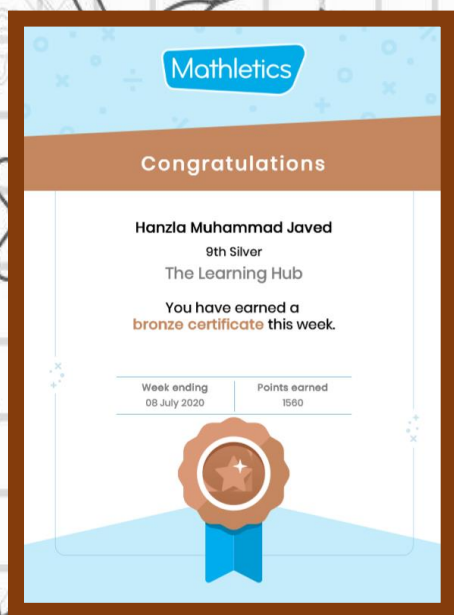 Mathletics
Congratulations
Hanzla Muhammad Javed
9th Silver
The Learning Hub
You have earned a
bronze certificate this week.
Week ending
08 July 2020
Points earned
1560